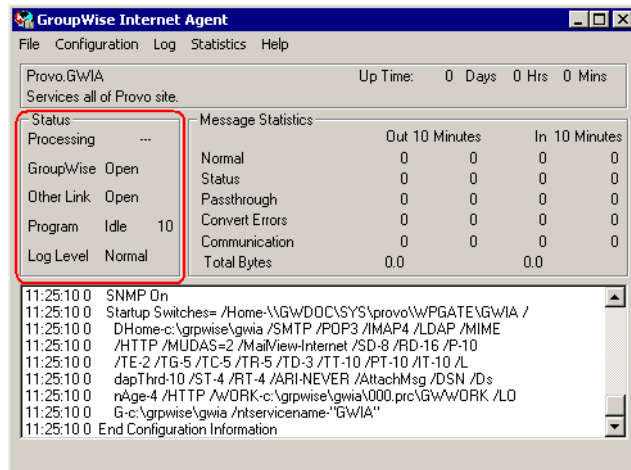 GroupWise Internet Agent
File Configuration Log Statistics Help
Provo.GWIA Up Time: 0 Days 0 Hrs 0 Mins
Services all of Provo site.
Status
Processing ---
GroupWise Open
Other Link Open
Program Idle 10
Log Level Normal
Message Statistics
Out 10 Minutes In 10 Minutes
Normal 0 0 0 0
Status 0 0 0 0
Passthrough 0 0 0 0
Convert Errors 0 0 0 0
Communication 0 0 0 0
Total Bytes 0.0 0.0
11:25:10 0 SNMP On
11:25:10 0 Startup Switches= /Home-\\GWDOC\SYS\provo\WPGATE\GWIA /
11:25:10 0 DHome-c:\grpwise\gwia /SMTP /POP3 /IMAP4 /LDAP /MIME
11:25:10 0 /HTTP /MUDAS=2 /MailView-Internet /SD-8 /RD-16 /P-10
11:25:10 0 /TE-2 /TG-5 /TC-5 /TR-5 /TD-3 /TT-10 /PT-10 /IT-10 /L
11:25:10 0 dapThrd-10 /ST-4 /RT-4 /ARI-NEVER /AttachMsg /DSN /Ds
11:25:10 0 nAge-4 /HTTP /WORK-c:\grpwise\gwia\000.prc\GWWORK /LO
11:25:10 0 G-c:\grpwise\gwia /ntservicename-"GWIA"
11:25:10 0 End Configuration Information